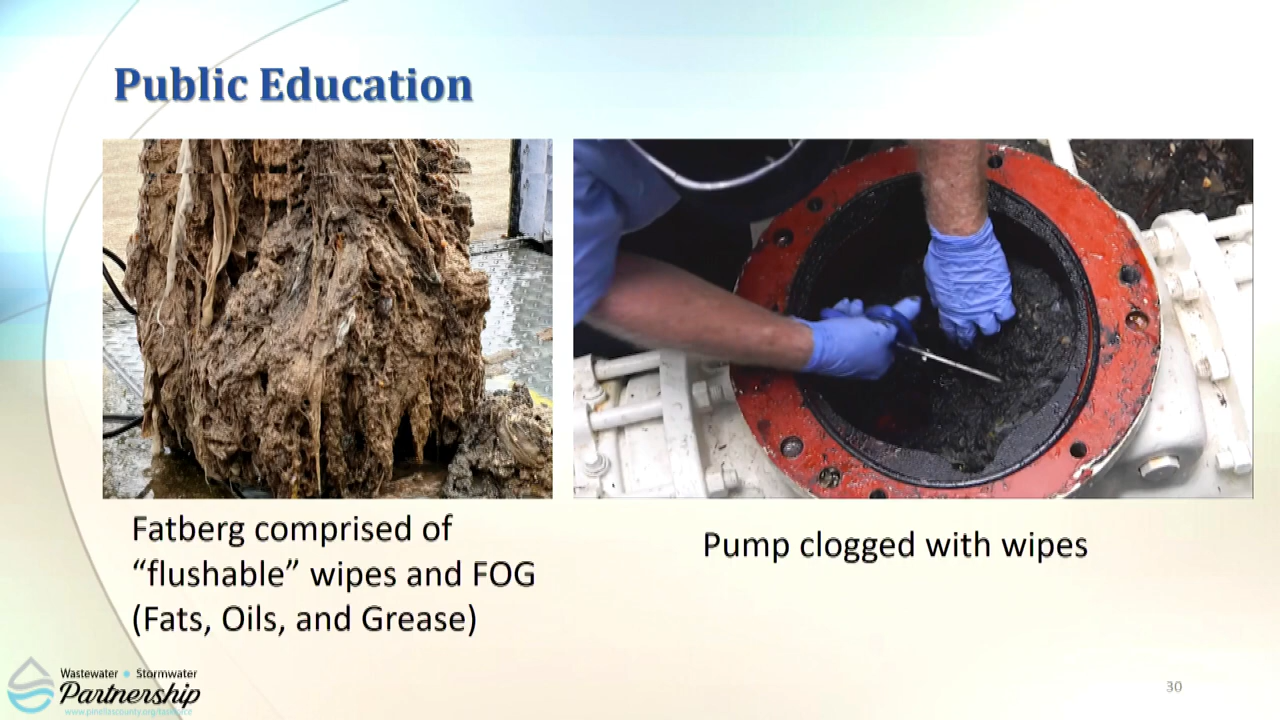 Public Education
Fatberg comprised of
“flushable” wipes and FOG
(Fats, Oils, and Grease)
Pump clogged with wipes
Wastewater Stormwater
Partnership
30